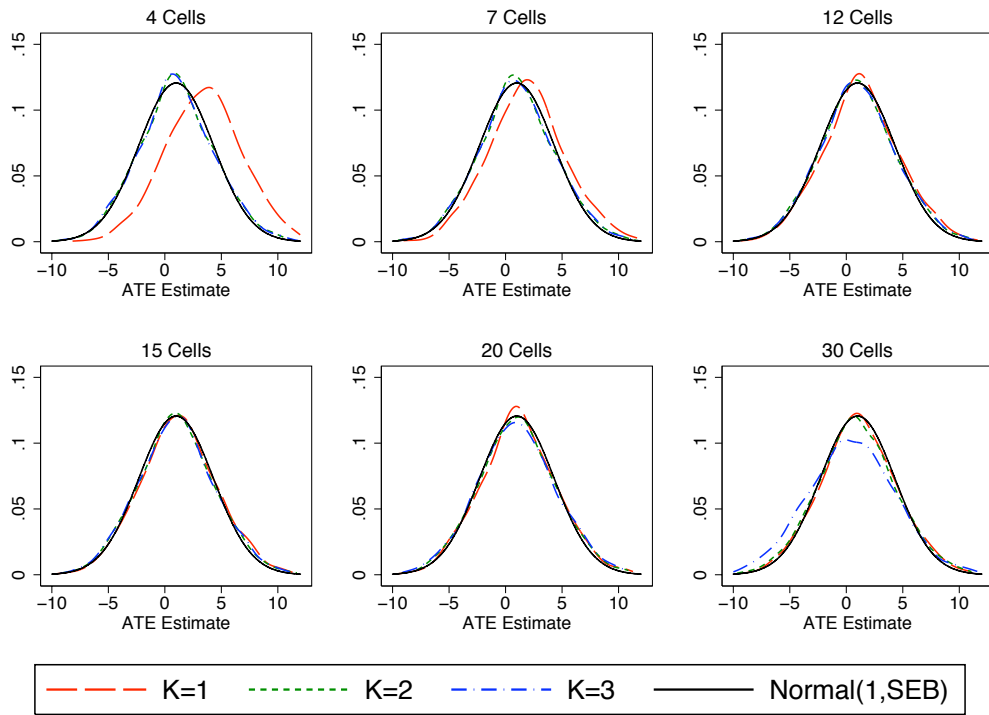 4 Cells
.15
.1
.05
0
−10 −5 0 5 10
ATE Estimate
7 Cells
.15
.1
.05
0
−10 −5 0 5 10
ATE Estimate
12 Cells
.15
.1
.05
0
−10 −5 0 5 10
ATE Estimate
15 Cells
.15
.1
.05
0
−10 −5 0 5 10
ATE Estimate
20 Cells
.15
.1
.05
0
−10 −5 0 5 10
ATE Estimate
30 Cells
.15
.1
.05
0
−10 −5 0 5 10
ATE Estimate
K=1 K=2 K=3 Normal(1,SEB)